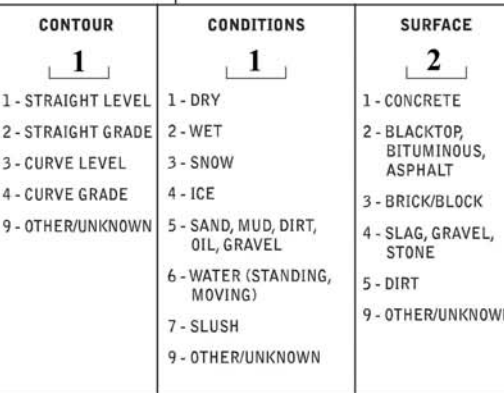 CONTOUR
1
1 - STRAIGHT LEVEL
2 - STRAIGHT GRADE
3 - CURVE LEVEL
4 - CURVE GRADE
9 - OTHER/UNKNOWN
CONDITIONS
1
1 - DRY
2 - WET
3 - SNOW
4 - ICE
5 - SAND, MUD, DIRT,
OIL, GRAVEL
6 - WATER (STANDING,
MOVING)
7 - SLUSH
9 - OTHER/UNKNOWN
SURFACE
2
1 - CONCRETE
2 - BLACKTOP,
BITUMINOUS,
ASPHALT
3 - BRICK/BLOCK
4 - SLAG, GRAVEL,
STONE
5 - DIRT
9 - OTHER/UNKNOWN